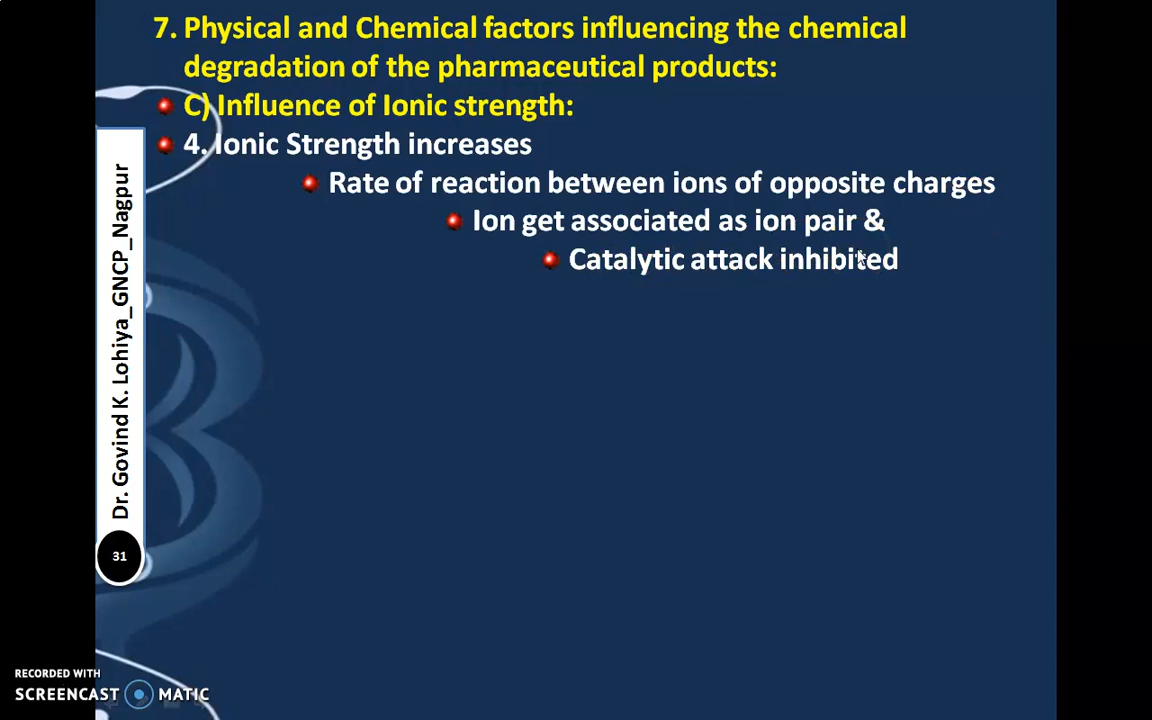 7. Physical and Chemical factors influencing the chemical
degradation of the pharmaceutical products:
C) Influence of Ionic strength:
4. Ionic Strength increases
Rate of reaction between ions of opposite charges
Ion get associated as ion pair &
Catalytic attack inhibited
Dr. Govind K. Lohiya_GNCP_Nagpur
31
RECORDED WITH
SCREENCAST MATIC